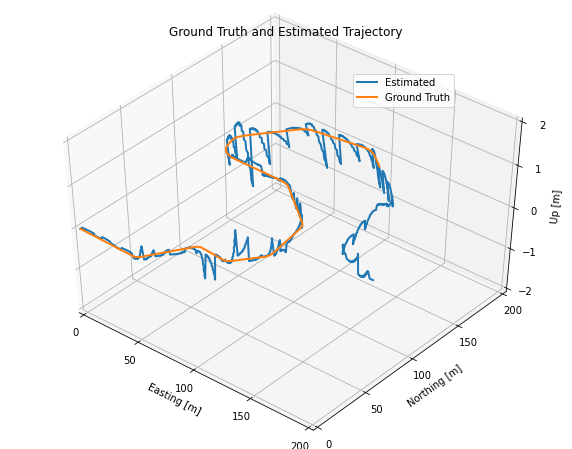 Ground Truth and Estimated Trajectory
Estimated
Ground Truth
2
1
0
−1
−2
Up [m]
0
50
100
150
200
Easting [m]
0
50
100
150
200
Northing [m]